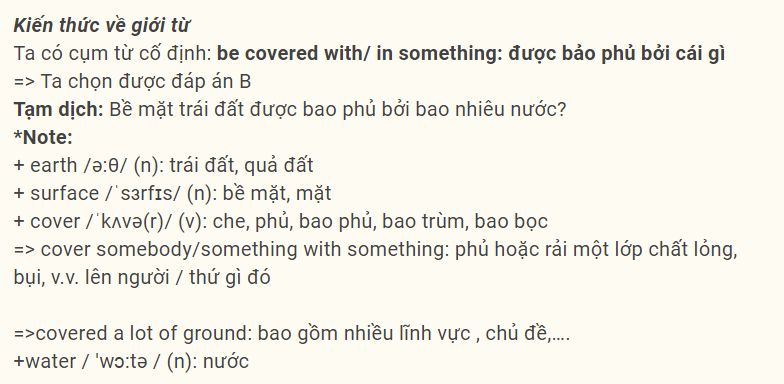 Kiến thức về giới từ
Ta có cụm từ cố định: be covered with/ in something: được bảo phủ bởi cái gì
=> Ta chọn được đáp án B
Tạm dịch: Bề mặt trái đất được bao phủ bởi bao nhiêu nước?
*Note:
+ earth /ə:θ/ (n): trái đất, quả đất
+ surface /ˈsɜrfɪs/ (n): bề mặt, mặt
+ cover /ˈkʌvə(r)/ (v): che, phủ, bao phủ, bao trùm, bao bọc
=> cover somebody/something with something: phủ hoặc rải một lớp chất lỏng,
bụi, v.v. lên người / thứ gì đó
=>covered a lot of ground: bao gồm nhiều lĩnh vực , chủ đề,....
+water / 'wɔ:tə / (n): nước